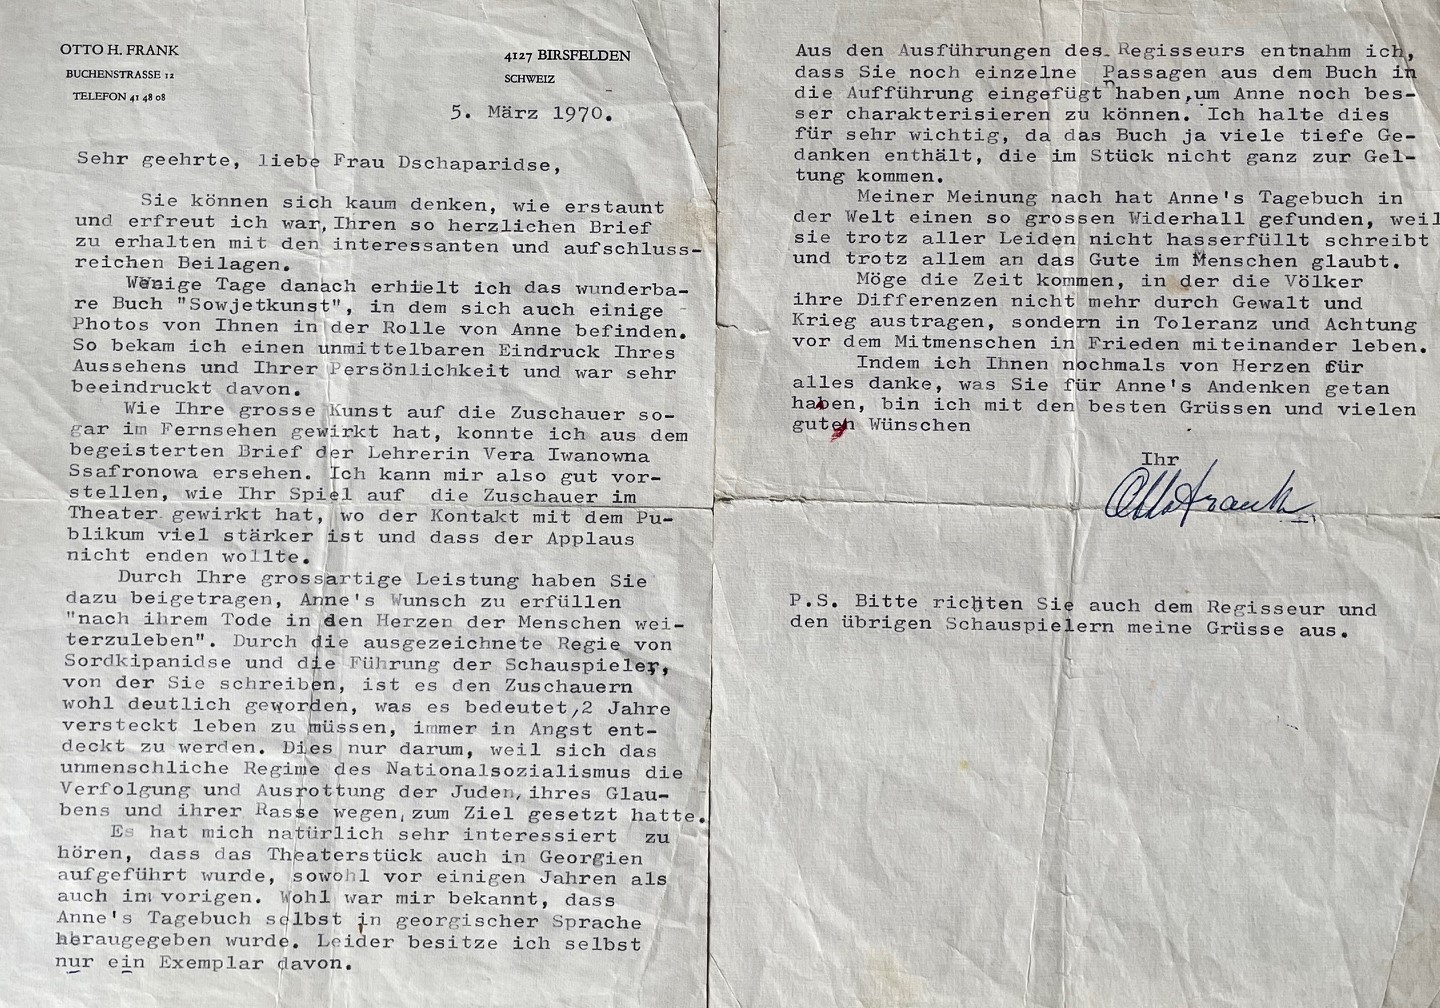 OTTO H. FRANK
BUCHENSTRASSE 12
TELEFON 41 48 08
4127 BIRSFELDEN
SCHWEIZ
5. März 1970.
Sehr geehrte, liebe Frau Dschaparidse,
Sie können sich kaum denken, wie erstaunt
und erfreut ich war, Ihren so herzlichen Brief
zu erhalten mit den interessanten und aufschluss-
reichen Beilagen.
Wenige Tage danach erhielt ich das wunderba-
re Buch "Sowjetkunst", in dem sich auch einige
Photos von Ihnen in der Rolle von Anne befinden.
So bekam ich einen unmittelbaren Eindruck Ihres
Aussehens und Ihrer Persönlichkeit und war sehr
beeindruckt davon.
Wie Ihre grosse Kunst auf die Zuschauer so-
gar im Fernsehen gewirkt hat, konnte ich aus dem
begeisterten Brief der Lehrerin Vera Iwanowna
Ssafronowa ersehen. Ich kann mir also gut vor-
stellen, wie Ihr Spiel auf die Zuschauer im
Theater gewirkt hat, wo der Kontakt mit dem Pu-
blikum viel stärker ist und dass der Applaus
nicht enden wollte.
Durch Ihre grossartige Leistung haben Sie
dazu beigetragen, Anne's Wunsch zu erfüllen
"nach ihrem Tode in den Herzen der Menschen wei-
terzuleben". Durch die ausgezeichnete Regie von
Sordkipanidse und die Führung der Schauspieler,
von der Sie schreiben, ist es den Zuschauern
wohl deutlich geworden, was es bedeutet,2 Jahre
versteckt leben zu müssen, immer in Angst ent-
deckt zu werden. Dies nur darum, weil sich das
unmenschliche Regime des Nationalsozialismus die
Verfolgung und Ausrottung der Juden, ihres Glau-
bens und ihrer Rasse wegen, zum Ziel gesetzt hatte.
Es hat mich natürlich sehr interessiert zu
hören, dass das Theaterstück auch in Georgien
aufgeführt wurde, sowohl vor einigen Jahren als
auch im vorigen. Wohl war mir bekannt, dass
Anne's Tagebuch selbst in georgischer Sprache
heraugegeben wurde. Leider besitze ich selbst
nur ein Exemplar davon.
Aus den Ausführungen des Regisseurs entnahm ich,
dass Sie noch einzelne Passagen aus dem Buch in
die Aufführung eingefügt haben, um Anne noch bes-
ser charakterisieren zu können. Ich halte dies
für sehr wichtig, da das Buch ja viele tiefe Ge-
danken enthält, die im Stück nicht ganz zur Gel-
tung kommen.
Meiner Meinung nach hat Anne's Tagebuch in
der Welt einen so grossen Widerhall gefunden, weil
sie trotz aller Leiden nicht hasserfüllt schreibt
und trotz allem an das Gute im Menschen glaubt.
Möge die Zeit kommen, in der die Völker
ihre Differenzen nicht mehr durch Gewalt und
Krieg austragen, sondern in Toleranz und Achtung
vor dem Mitmenschen in Frieden miteinander leben.
Indem ich Ihnen nochmals von Herzen für
alles danke, was Sie für Anne's Andenken getan
haben, bin ich mit den besten Grüssen und vielen
guten Wünschen
Ihr
Otto Frank
P.S. Bitte richten Sie auch dem Regisseur und
den übrigen Schauspielern meine Grüsse aus.